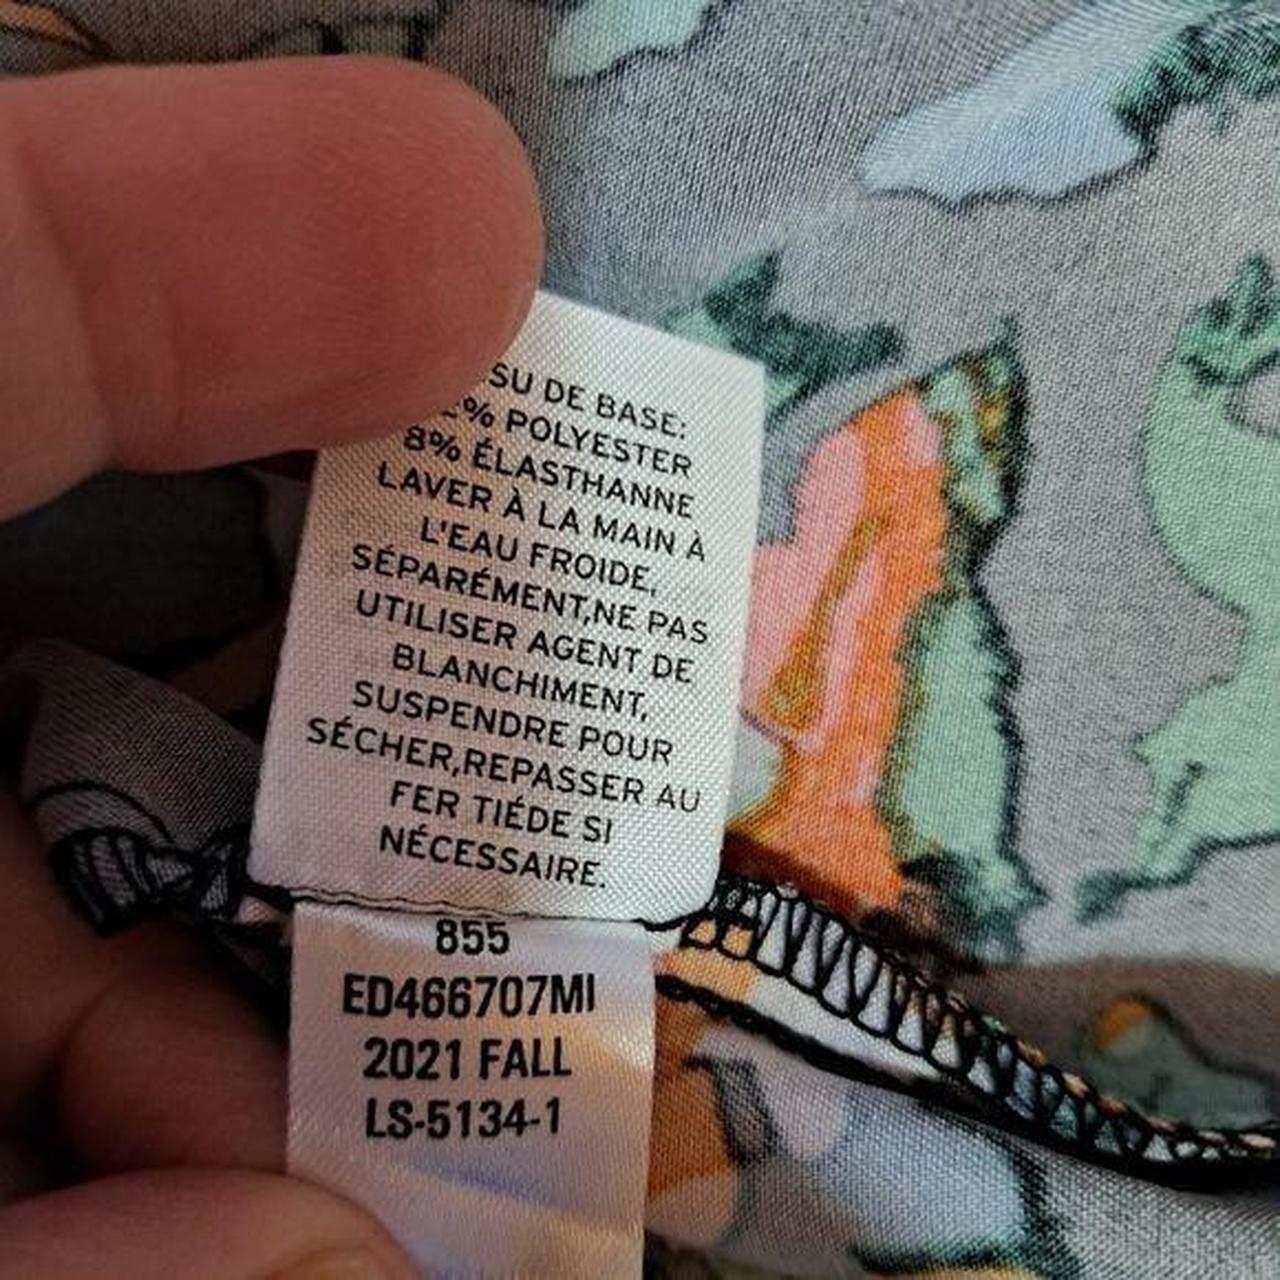 SU DE BASE:
% POLYESTER
8% ÉLASTHANNE
LAVER À LA MAIN À
L'EAU FROIDE,
SÉPARÉMENT,NE PAS
UTILISER AGENT DE
BLANCHIMENT,
SUSPENDRE POUR
SÉCHER,REPASSER AU
FER TIÉDE SI
NÉCESSAIRE.
855
ED466707MI
2021 FALL
LS-5134-1